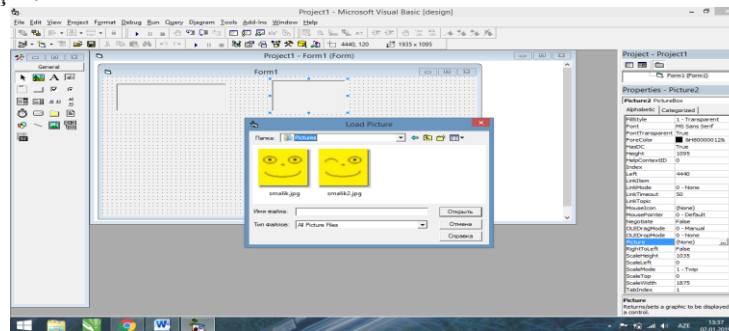 Project1 - Microsoft Visual Basic [design]
File Edit View Project Format Debug Run Query Diagram Tools Add-Ins Window Help
4440, 120
1935 x 1095
General
Project1 - Form1 (Form)
Form1
Load Picture
Папка:
Pictures
smalik.jpg
smalik2.jpg
Имя файла:
Открыть
Тип файлов:
All Picture Files
Отмена
Справка
Project - Project1
Form1 (Form1)
Properties - Picture2
Picture2 PictureBox
Alphabetic
Categorized
FillStyle 1 - Transparent
Font MS Sans Serif
FontTransparent True
ForeColor &H80000012&
HasDC True
Height 1095
HelpContextID 0
Index
Left 4440
LinkItem
LinkMode 0 - None
LinkTimeout 50
LinkTopic
MouseIcon (None)
MousePointer 0 - Default
Negotiate False
OLEDragMode 0 - Manual
OLEDropMode 0 - None
Picture (None)
RightToLeft False
ScaleHeight 1035
ScaleLeft 0
ScaleMode 1 - Twip
ScaleTop 0
ScaleWidth 1875
TabIndex 1
Picture
Returns/sets a graphic to be displayed
a control.
AZE
13:37